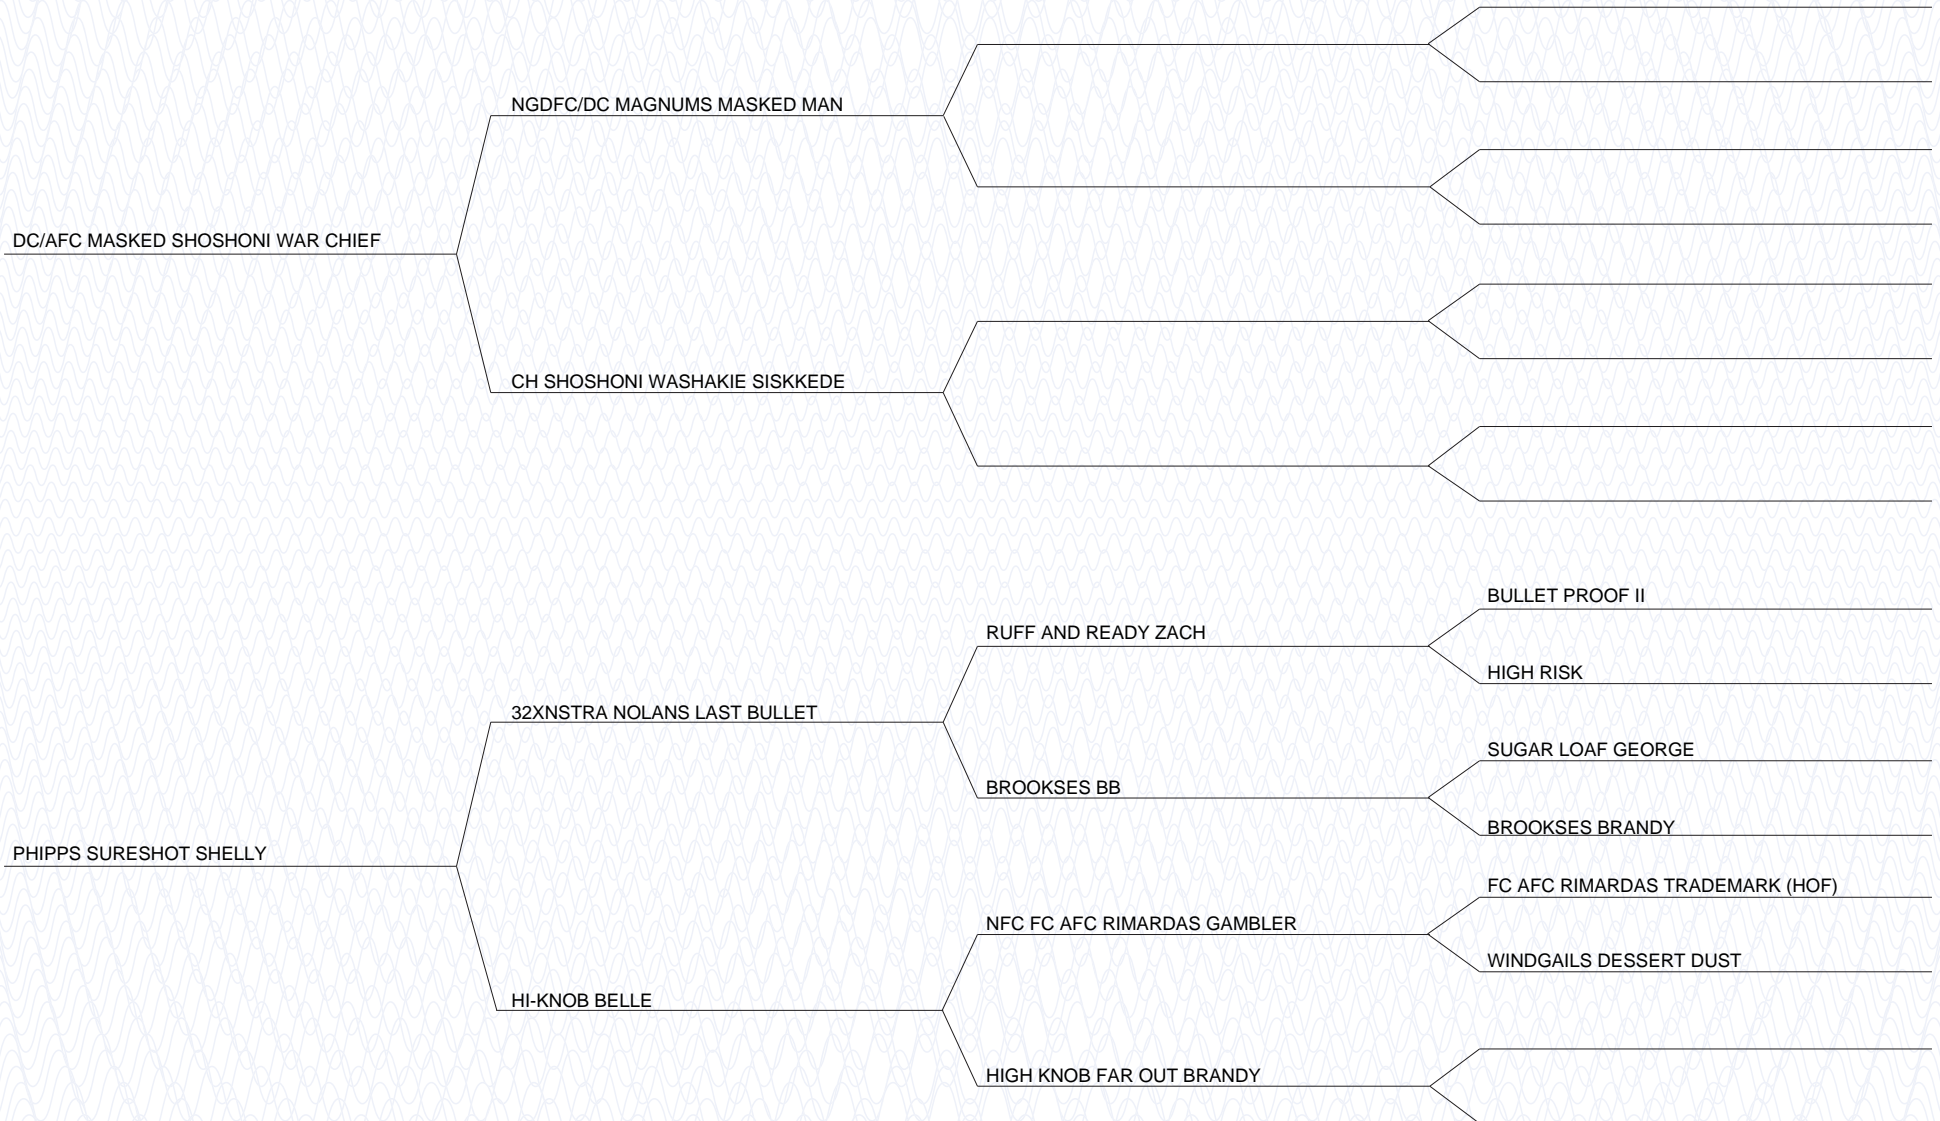 NGDFC/DC MAGNUMS MASKED MAN
DC/AFC MASKED SHOSHONI WAR CHIEF
CH SHOSHONI WASHAKIE SISKKEDE
BULLET PROOF II
RUFF AND READY ZACH
HIGH RISK
32XNSTRA NOLANS LAST BULLET
SUGAR LOAF GEORGE
BROOKSES BB
BROOKSES BRANDY
PHIPPS SURESHOT SHELLY
FC AFC RIMARDAS TRADEMARK (HOF)
NFC FC AFC RIMARDAS GAMBLER
WINDGAILS DESSERT DUST
HI-KNOB BELLE
HIGH KNOB FAR OUT BRANDY